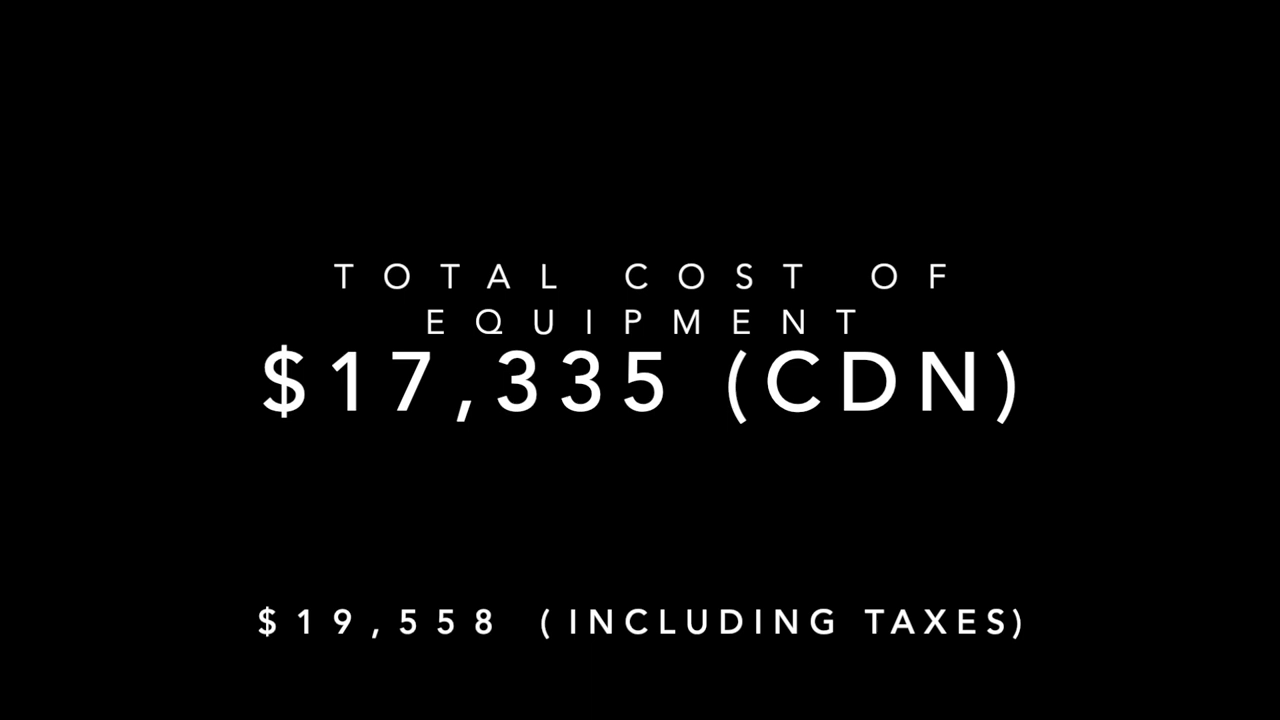 TOTAL COST OF
EQUIPMENT
$17,335 (CDN)
$19,558 (INCLUDING TAXES)